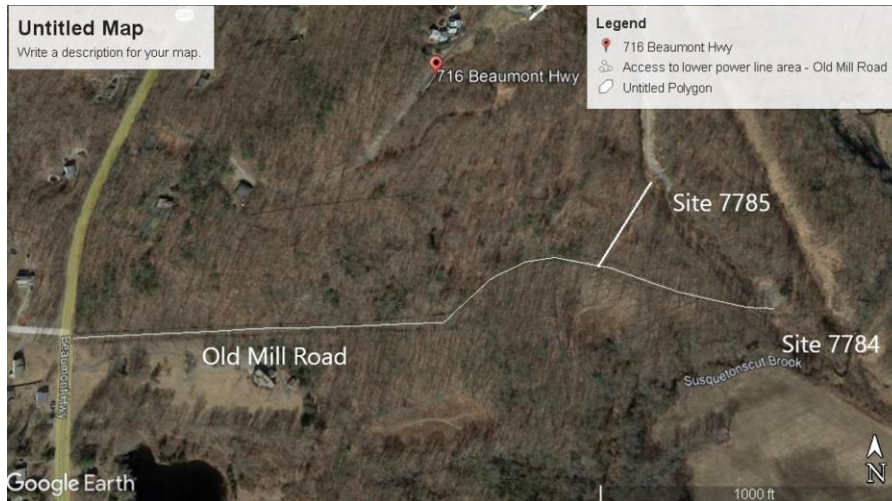 Untitled Map
Write a description for your map.
Legend
716 Beaumont Hwy
Access to lower power line area - Old Mill Road
Untitled Polygon
716 Beaumont Hwy
Site 7785
Old Mill Road
Beaumont Hwy
Site 7784
Susquetonscut Brook
Google Earth
N
1000 ft